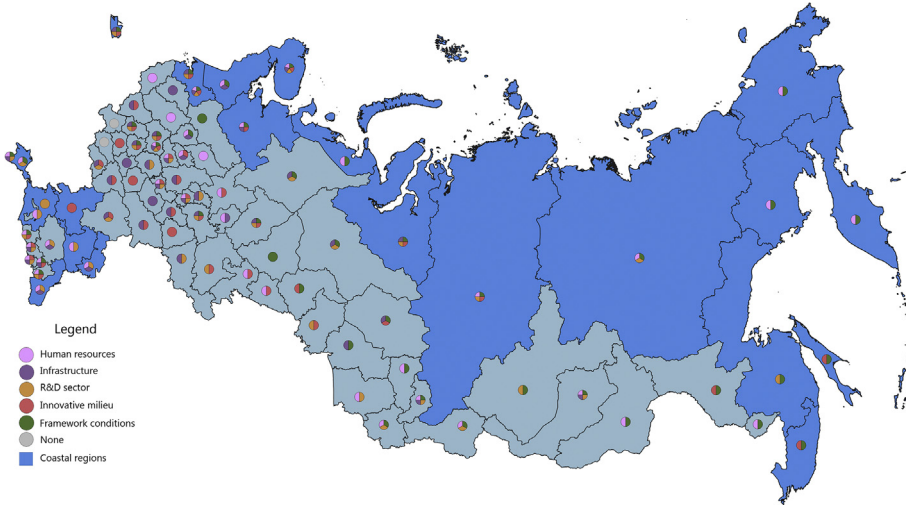 Legend
Human resources
Infrastructure
R&D sector
Innovative milieu
Framework conditions
None
Coastal regions